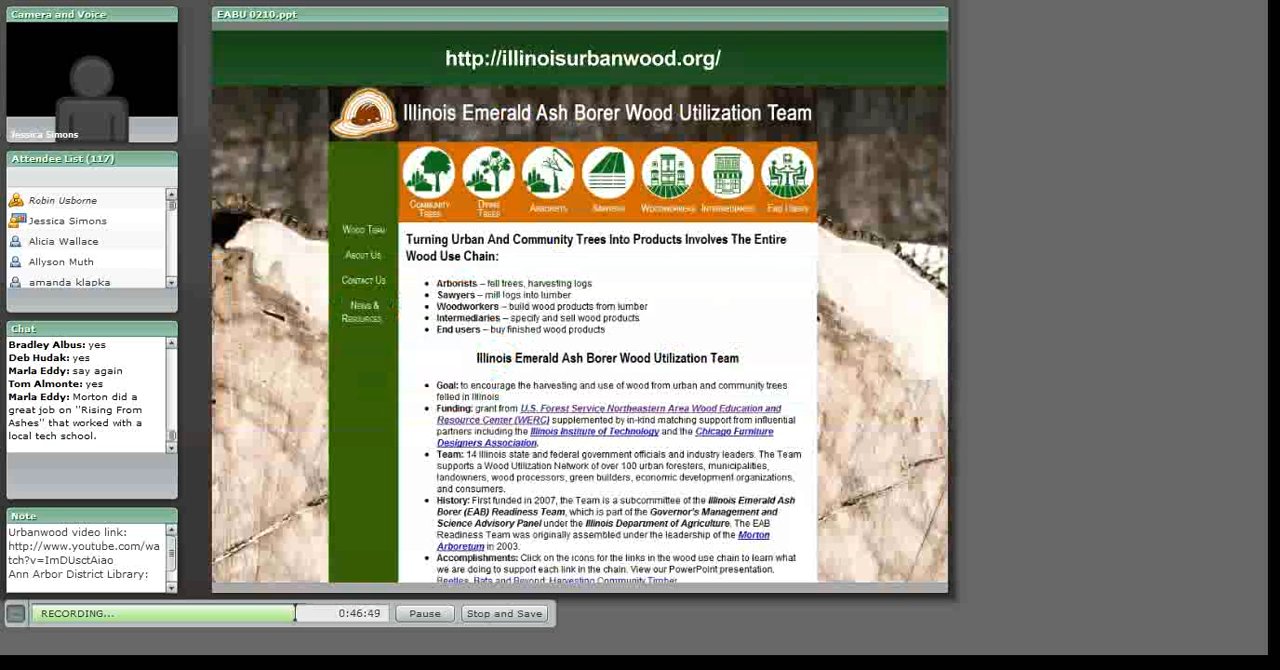 Camera and Voice
Jessica Simons
Attendee List (117)
Robin Usborne
Jessica Simons
Alicia Wallace
Allyson Muth
amanda klapka
Chat
Bradley Albus: yes
Deb Hudak: yes
Marla Eddy: say again
Tom Almonte: yes
Marla Eddy: Morton did a
great job on "Rising From
Ashes" that worked with a
local tech school.
Note
Urbanwood video link:
http://www.youtube.com/wa
tch?v=ImDUsctAiao
Ann Arbor District Library:
EABU 0210.ppt
http://illinoisurbanwood.org/
Illinois Emerald Ash Borer Wood Utilization Team
Community Trees
Dying Trees
Arborists
Sawyers
Woodworkers
Intermediaries
End Users
Wood Team
About Us
Contact Us
News &
Resources
Turning Urban And Community Trees Into Products Involves The Entire
Wood Use Chain:
Arborists – fell trees, harvesting logs
Sawyers – mill logs into lumber
Woodworkers – build wood products from lumber
Intermediaries – specify and sell wood products
End users – buy finished wood products
Illinois Emerald Ash Borer Wood Utilization Team
Goal: to encourage the harvesting and use of wood from urban and community trees
felled in Illinois
Funding: grant from U.S. Forest Service Northeastern Area Wood Education and
Resource Center (WERC) supplemented by in-kind matching support from influential
partners including the Illinois Institute of Technology and the Chicago Furniture
Designers Association.
Team: 14 Illinois state and federal government officials and industry leaders. The Team
supports a Wood Utilization Network of over 100 urban foresters, municipalities,
landowners, wood processors, green builders, economic development organizations,
and consumers.
History: First funded in 2007, the Team is a subcommittee of the Illinois Emerald Ash
Borer (EAB) Readiness Team, which is part of the Governor's Management and
Science Advisory Panel under the Illinois Department of Agriculture. The EAB
Readiness Team was originally assembled under the leadership of the Morton
Arboretum in 2003.
Accomplishments: Click on the icons for the links in the wood use chain to learn what
we are doing to support each link in the chain. View our PowerPoint presentation,
Beetles, Bats and Beyond: Harvesting Community Timber
RECORDING...
0:46:49
Pause
Stop and Save